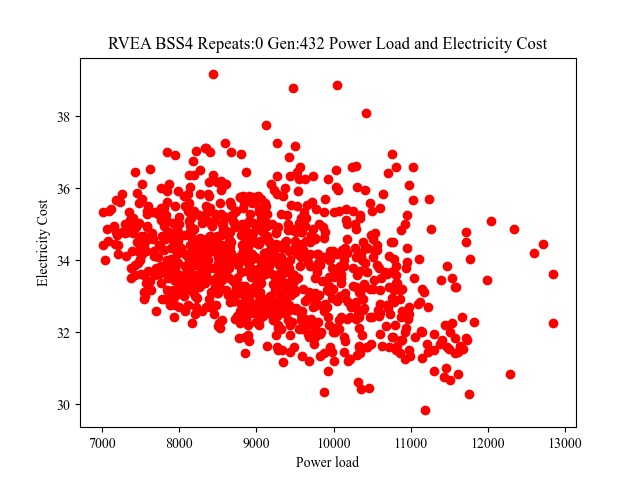 RVEA BSS4 Repeats:0 Gen:432 Power Load and Electricity Cost
Electricity Cost
38
36
34
32
30
7000 8000 9000 10000 11000 12000 13000
Power load